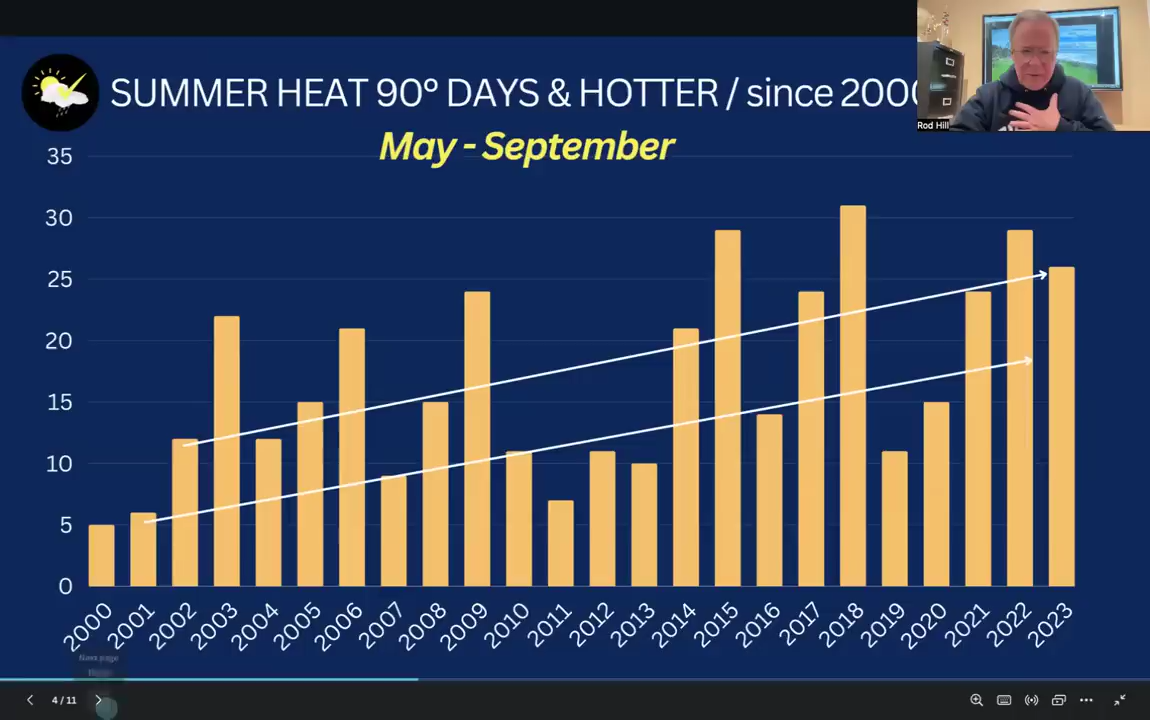 SUMMER HEAT 90° DAYS & HOTTER / since 2000
May - September
35
30
25
20
15
10
5
0
2000 2001 2002 2003 2004 2005 2006 2007 2008 2009 2010 2011 2012 2013 2014 2015 2016 2017 2018 2019 2020 2021 2022 2023
Rod Hill
Next page
4 / 11